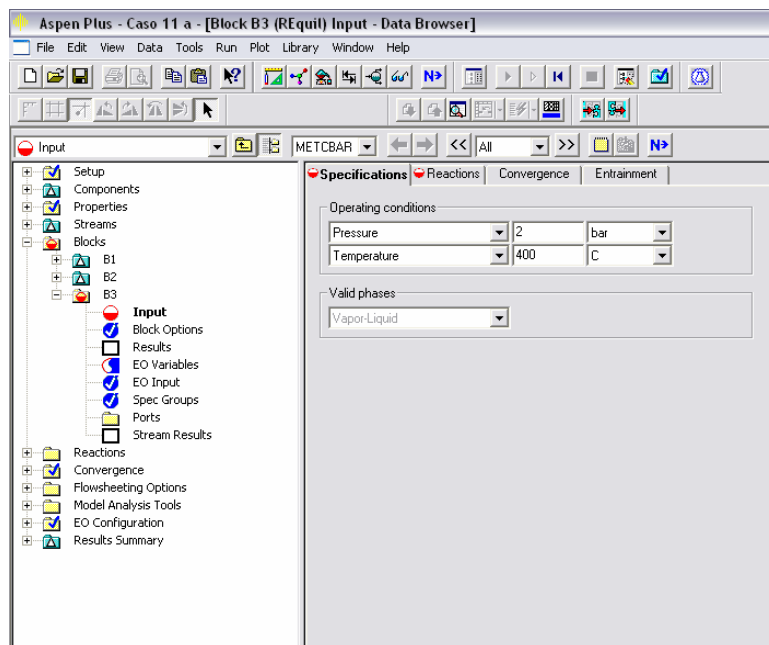 Aspen Plus - Caso 11 a - [Block B3 (REquil) Input - Data Browser]
File Edit View Data Tools Run Plot Library Window Help
N>
Input METCBAR << All >> N>
Setup
Components
Properties
Streams
Blocks
B1
B2
B3
Input
Block Options
Results
EO Variables
EO Input
Spec Groups
Ports
Stream Results
Reactions
Convergence
Flowsheeting Options
Model Analysis Tools
EO Configuration
Results Summary
Specifications Reactions Convergence Entrainment
Operating conditions
Pressure 2 bar
Temperature 400 C
Valid phases
Vapor-Liquid